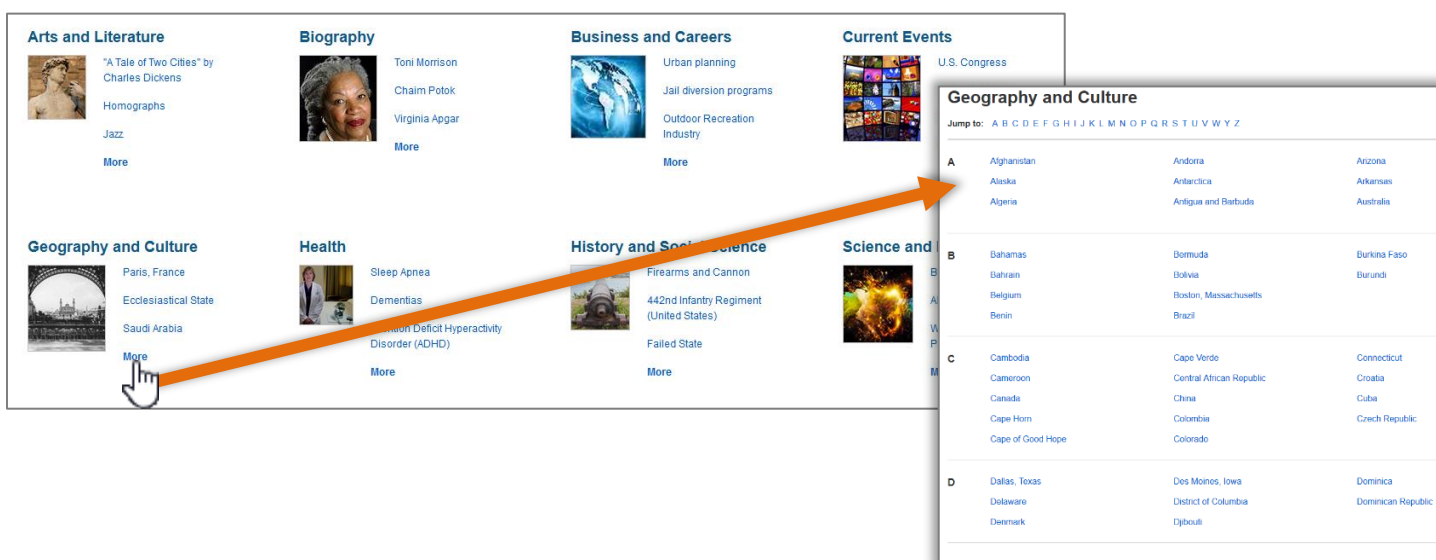 Arts and Literature
"A Tale of Two Cities" by
Charles Dickens
Homographs
Jazz
More
Biography
Toni Morrison
Chaim Potok
Virginia Apgar
More
Business and Careers
Urban planning
Jail diversion programs
Outdoor Recreation
Industry
More
Current Events
U.S. Congress
Geography and Culture
Paris, France
Ecclesiastical State
Saudi Arabia
More
Health
Sleep Apnea
Dementias
Deficit Hyperactivity
Disorder (ADHD)
More
History and Social Science
Firearms and Cannon
442nd Infantry Regiment
(United States)
Failed State
More
Science and
Geography and Culture
Jump to: A B C D E F G H I J K L M N O P Q R S T U V W Y Z
A
Afghanistan
Alaska
Algeria
Andorra
Antarctica
Antigua and Barbuda
Arizona
Arkansas
Australia
B
Bahamas
Bahrain
Belgium
Benin
Bermuda
Bolivia
Boston, Massachusetts
Brazil
Burkina Faso
Burundi
C
Cambodia
Cameroon
Canada
Cape Horn
Cape of Good Hope
Cape Verde
Central African Republic
China
Colombia
Colorado
Connecticut
Croatia
Cuba
Czech Republic
D
Dallas, Texas
Delaware
Denmark
Des Moines, Iowa
District of Columbia
Djibouti
Dominica
Dominican Republic